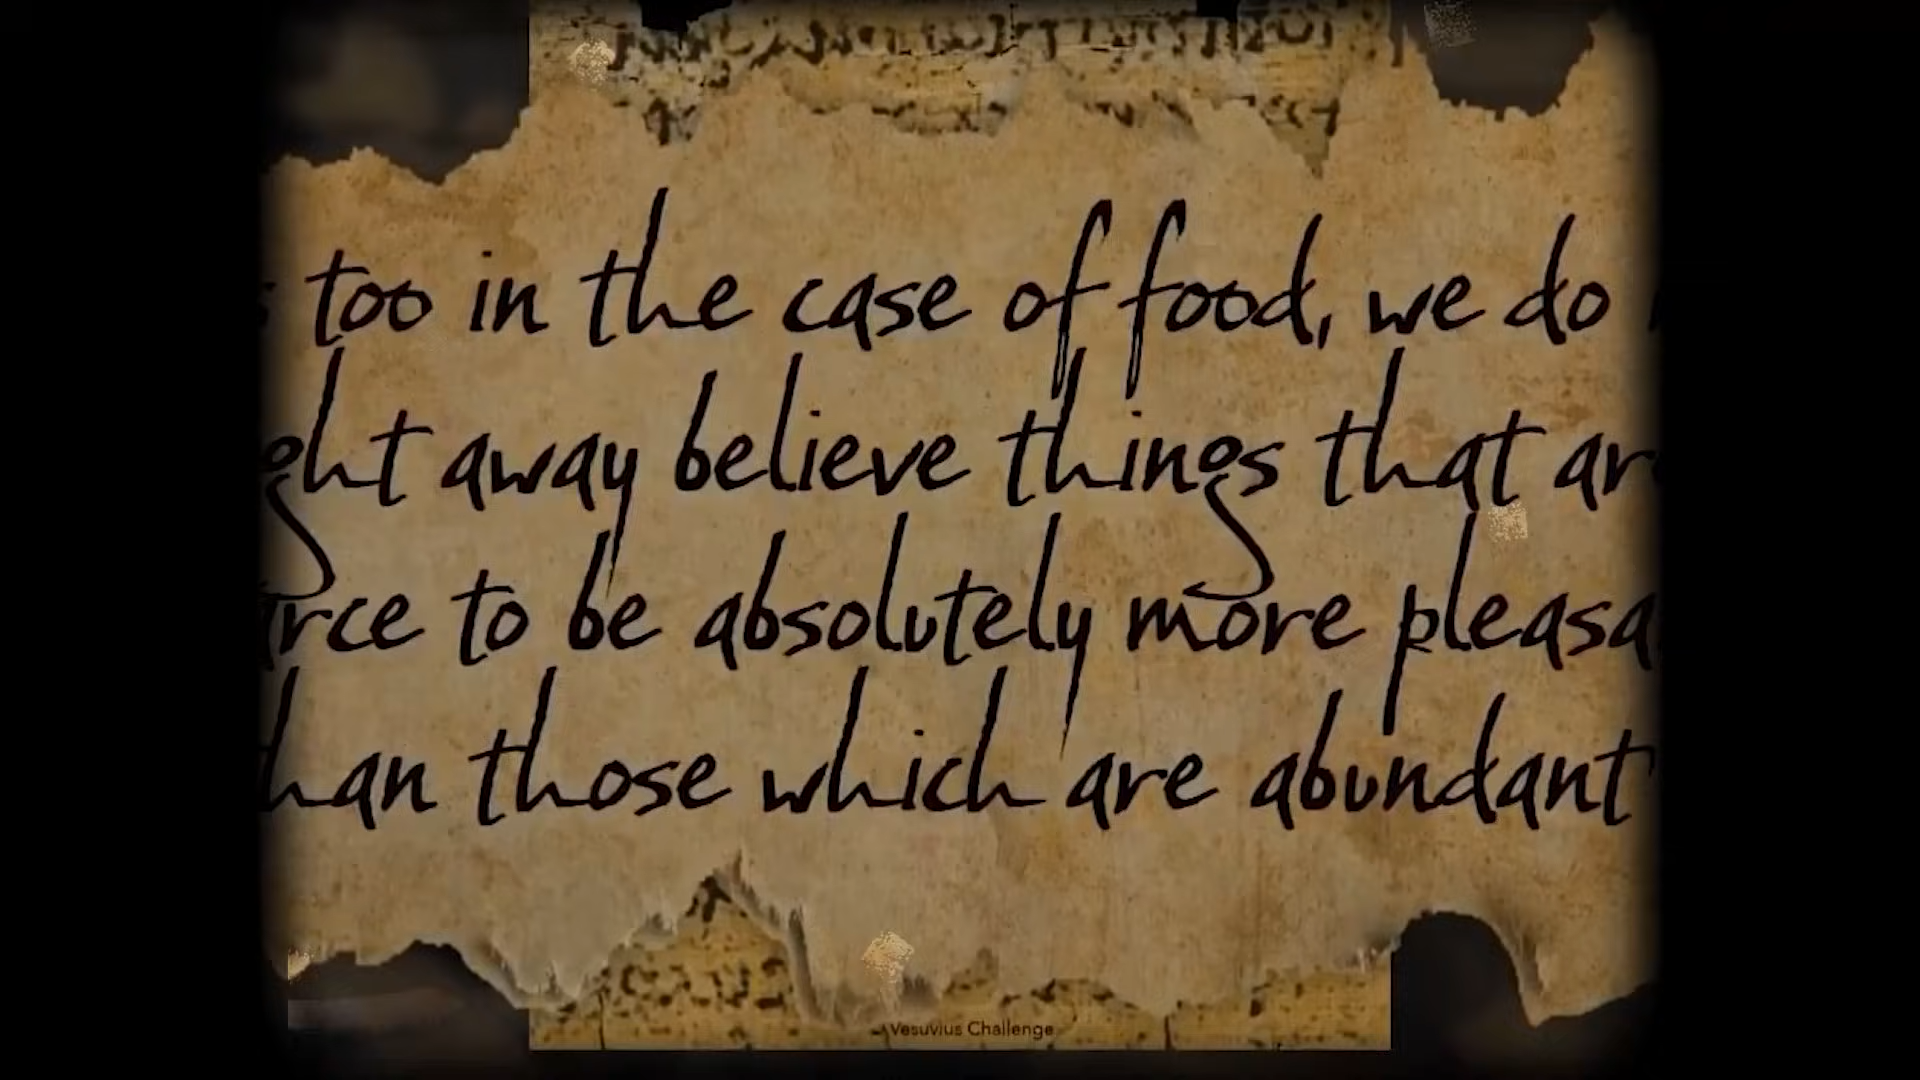 too in the case of food, we do
ght away believe things that are
rce to be absolutely more pleasa
han those which are abundant
Vesuvius Challenge